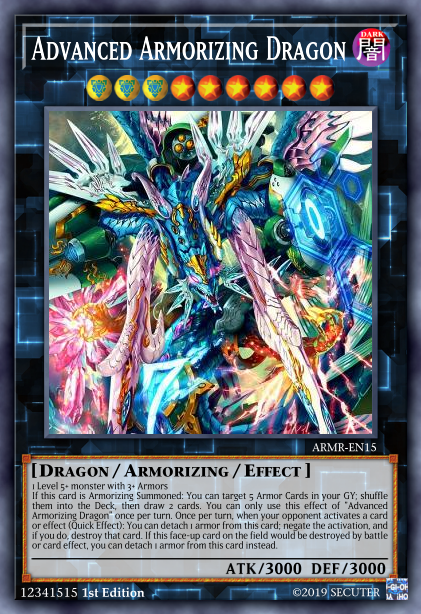 ADVANCED ARMORIZING DRAGON
DARK
闇
ARMR-EN15
[DRAGON / ARMORIZING / EFFECT]
1 Level 5+ monster with 3+ Armors
If this card is Armorizing Summoned: You can target 5 Armor Cards in your GY; shuffle
them into the Deck, then draw 2 cards. You can only use this effect of "Advanced
Armorizing Dragon" once per turn. Once per turn, when your opponent activates a card
or effect (Quick Effect): You can detach 1 armor from this card; negate the activation, and
if you do, destroy that card. If this face-up card on the field would be destroyed by battle
or card effect, you can detach 1 armor from this card instead.
ATK/3000 DEF/3000
12341515 1st Edition
©2019 SECUTER